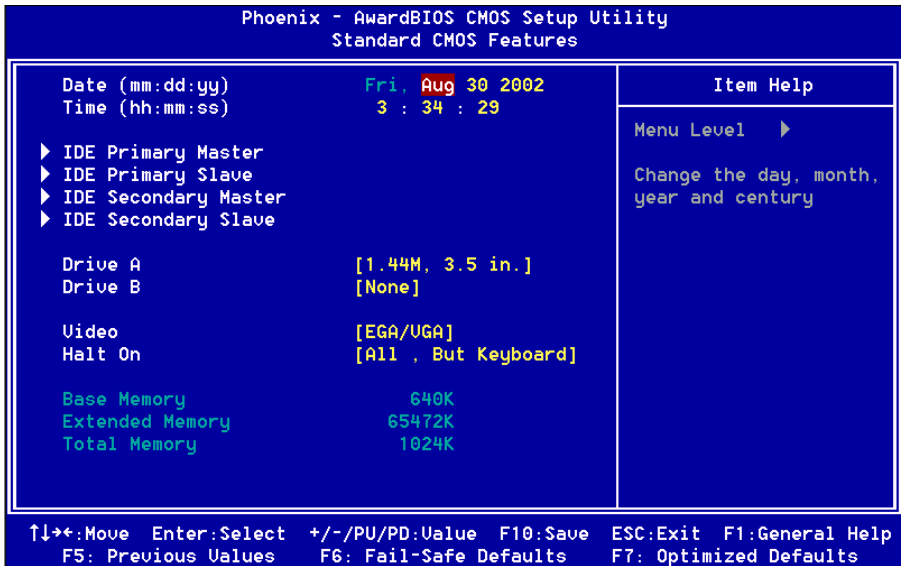 Phoenix - AwardBIOS CMOS Setup Utility
Standard CMOS Features
Date (mm:dd:yy) Fri, Aug 30 2002
Time (hh:mm:ss) 3 : 34 : 29
IDE Primary Master
IDE Primary Slave
IDE Secondary Master
IDE Secondary Slave
Drive A [1.44M, 3.5 in.]
Drive B [None]
Video [EGA/VGA]
Halt On [All , But Keyboard]
Base Memory 640K
Extended Memory 65472K
Total Memory 1024K
Item Help
Menu Level
Change the day, month,
year and century
↑↓→←:Move Enter:Select +/-/PU/PD:Value F10:Save ESC:Exit F1:General Help
F5: Previous Values F6: Fail-Safe Defaults F7: Optimized Defaults